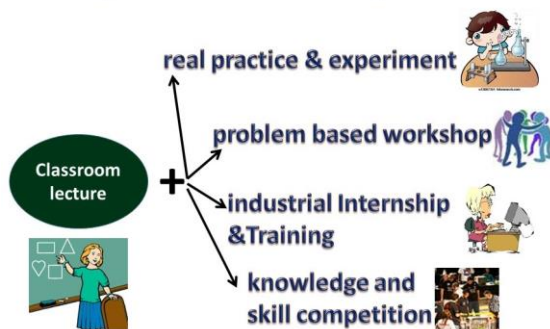 real practice & experiment
problem based workshop
Classroom
lecture
+
industrial Internship
&Training
knowledge and
skill competition